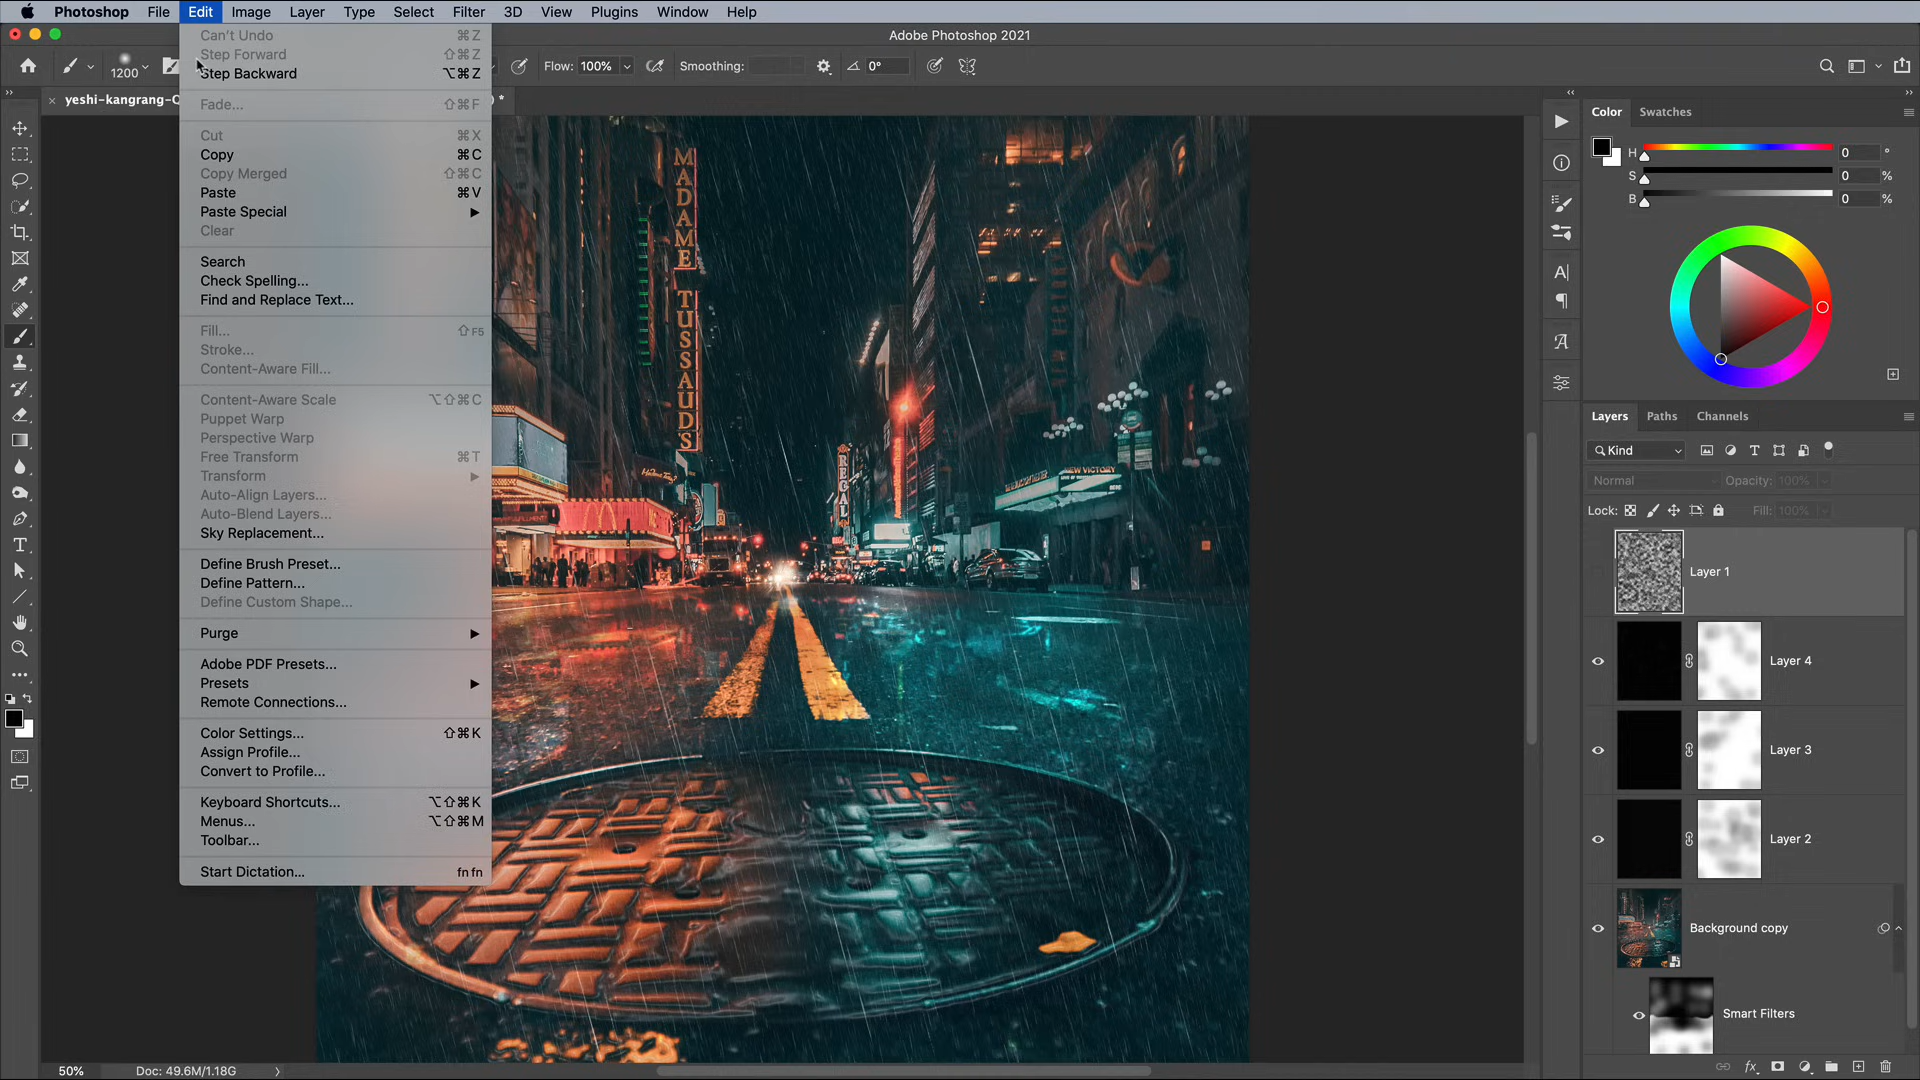 Photoshop File Edit Image Layer Type Select Filter 3D View Plugins Window Help
Adobe Photoshop 2021
1200
Flow: 100% Smoothing: 0°
yeshi-kangrang-
Can't Undo ⌘Z
Step Forward ⇧⌘Z
Step Backward ⌥⌘Z
Fade... ⇧⌘F
Cut ⌘X
Copy ⌘C
Copy Merged ⇧⌘C
Paste ⌘V
Paste Special
Clear
Search
Check Spelling...
Find and Replace Text...
Fill... ⇧F5
Stroke...
Content-Aware Fill...
Content-Aware Scale ⌥⇧⌘C
Puppet Warp
Perspective Warp
Free Transform ⌘T
Transform
Auto-Align Layers...
Auto-Blend Layers...
Sky Replacement...
Define Brush Preset...
Define Pattern...
Define Custom Shape...
Purge
Adobe PDF Presets...
Presets
Remote Connections...
Color Settings... ⇧⌘K
Assign Profile...
Convert to Profile...
Keyboard Shortcuts... ⌥⇧⌘K
Menus... ⌥⇧⌘M
Toolbar...
Start Dictation... fn fn
MADAME TUSSAUDS
REGAL
NEW VICTORY
Color Swatches
H 0 °
S 0 %
B 0 %
Layers Paths Channels
Kind
Normal Opacity: 100%
Lock: Fill: 100%
Layer 1
Layer 4
Layer 3
Layer 2
Background copy
Smart Filters
50% Doc: 49.6M/1.18G